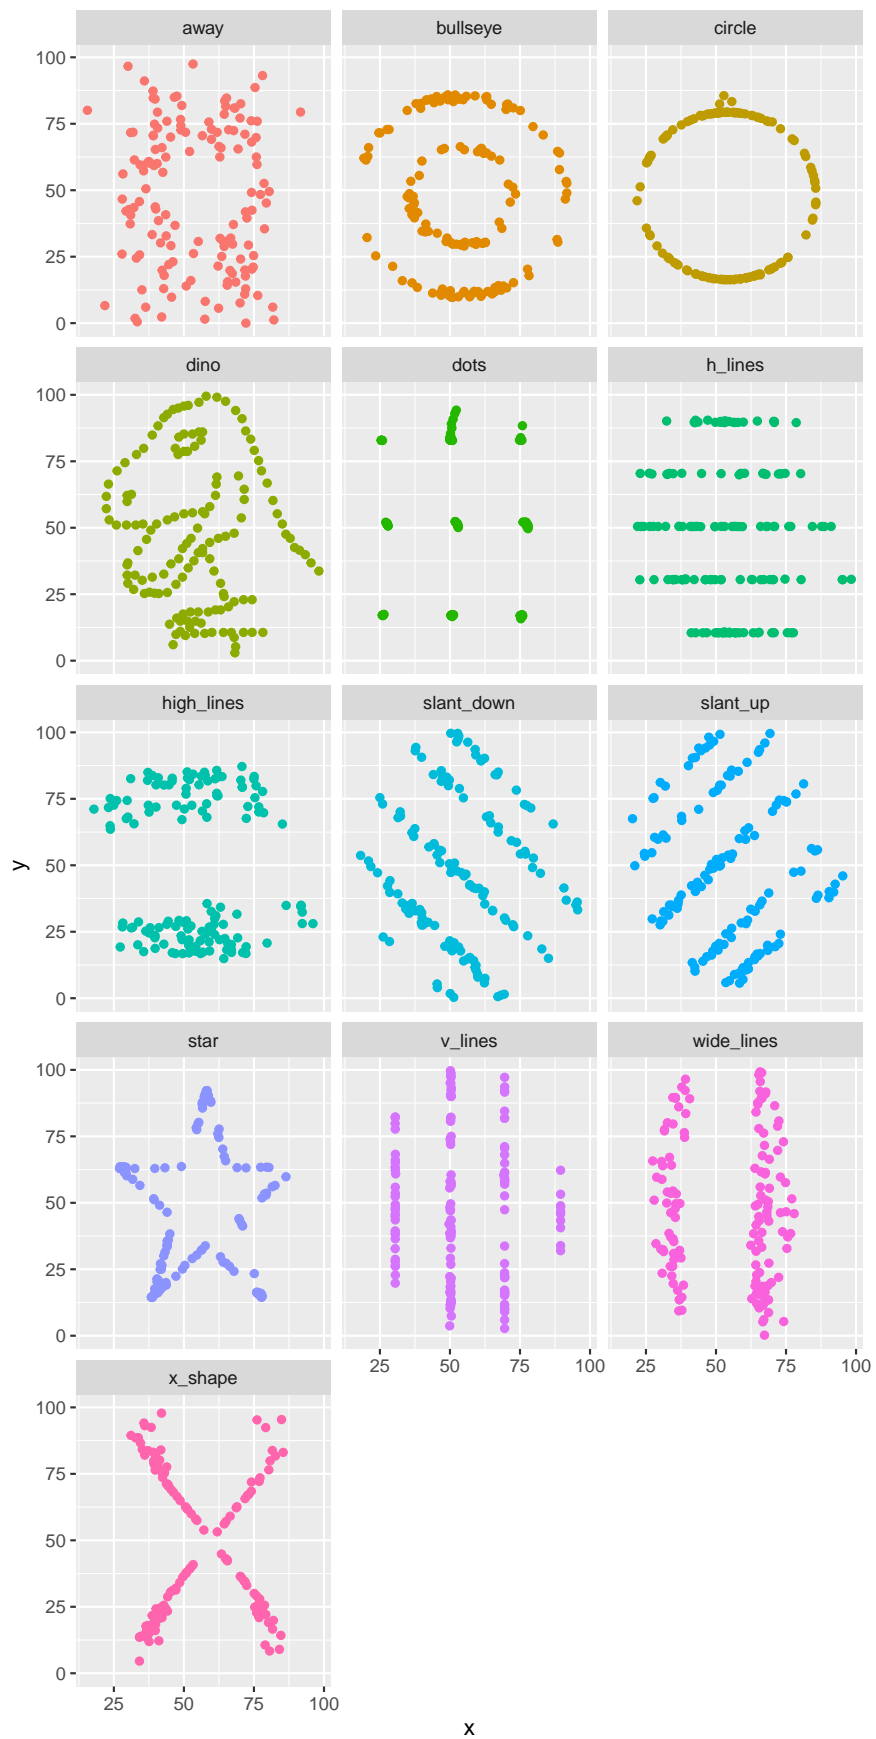 away bullseye circle
100
75
50
25
0
dino dots h_lines
100
75
50
25
0
high_lines slant_down slant_up
100
75
50
25
0
y
star v_lines wide_lines
100
75
50
25
0
25 50 75 100 25 50 75 100
x_shape
100
75
50
25
0
25 50 75 100
x